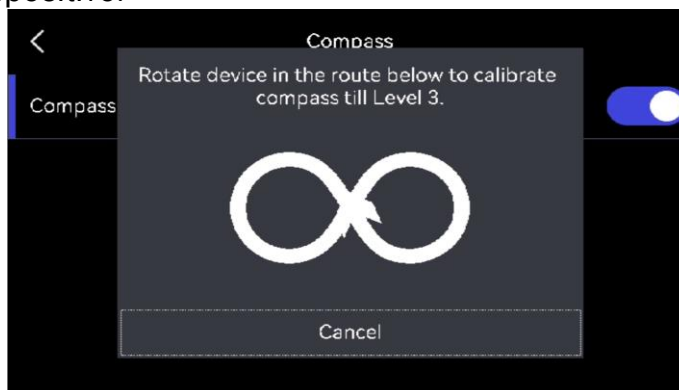 Compass
Rotate device in the route below to calibrate
compass till Level 3.
Compass
Cancel